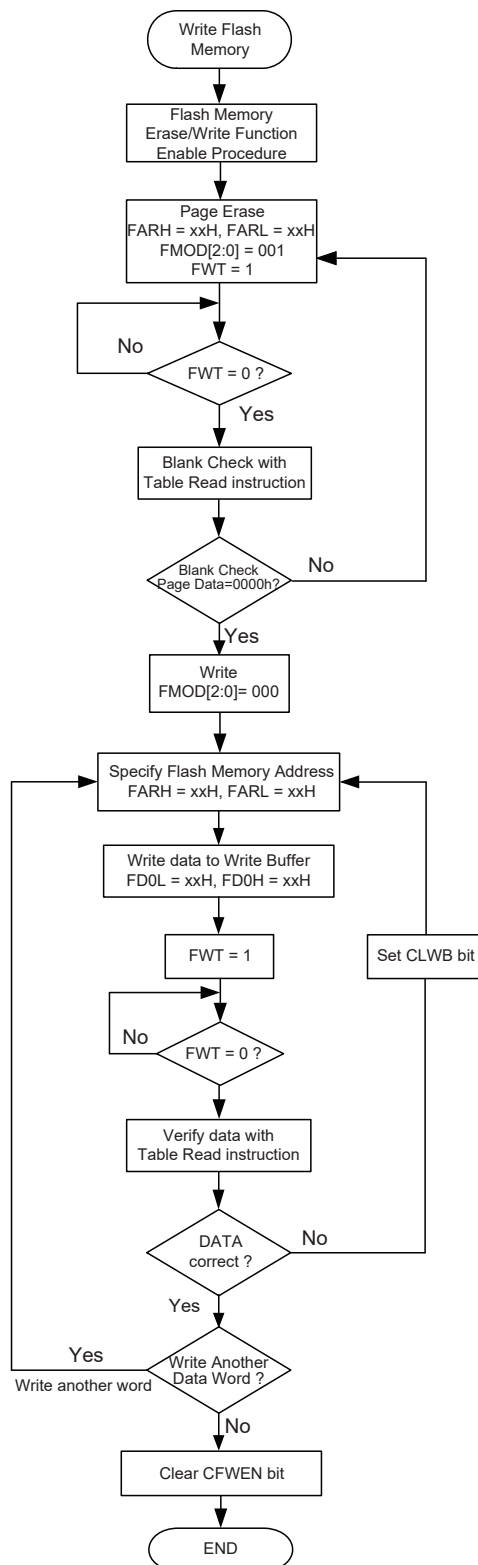 Write Flash
Memory
Flash Memory
Erase/Write Function
Enable Procedure
Page Erase
FARH = xxH, FARL = xxH
FMOD[2:0] = 001
FWT = 1
No
FWT = 0 ?
Yes
Blank Check with
Table Read instruction
Blank Check
Page Data=0000h?
No
Yes
Write
FMOD[2:0]= 000
Specify Flash Memory Address
FARH = xxH, FARL = xxH
Write data to Write Buffer
FD0L = xxH, FD0H = xxH
FWT = 1
Set CLWB bit
No
FWT = 0 ?
Verify data with
Table Read instruction
DATA
correct ?
No
Yes
Yes
Write another word
Write Another
Data Word ?
No
Clear CFWEN bit
END